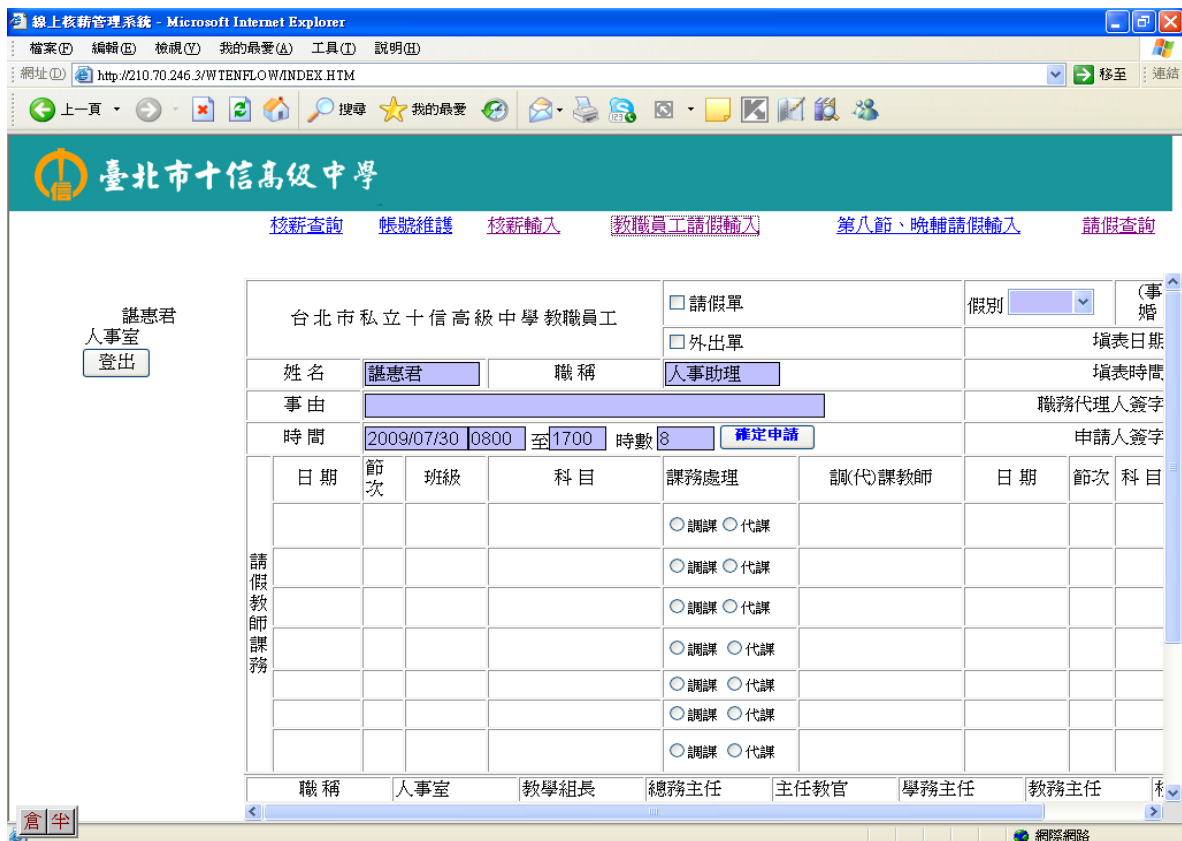 線上核薪管理系統 - Microsoft Internet Explorer
檔案(F) 編輯(E) 檢視(V) 我的最愛(A) 工具(T) 說明(H)
網址(D) http://210.70.246.3/WTENFLOW/INDEX.HTM 移至 連結
上一頁 搜尋 我的最愛
臺北市十信高級中學
核薪查詢 帳號維護 核薪輸入 教職員工請假輸入 第八節、晚輔請假輸入 請假查詢
諶惠君
人事室
登出
台北市私立十信高級中學教職員工 請假單 假別 (事
婚
外出單 填表日期
姓名 諶惠君 職稱 人事助理 填表時間
事由 職務代理人簽字
時間 2009/07/30 0800 至 1700 時數 8 確定申請 申請人簽字
請假教師課務
日期 節次 班級 科目 課務處理 調(代)課教師 日期 節次 科目
調課 代課
調課 代課
調課 代課
調課 代課
調課 代課
調課 代課
調課 代課
職稱 人事室 教學組長 總務主任 主任教官 學務主任 教務主任
倉 半
網際網路